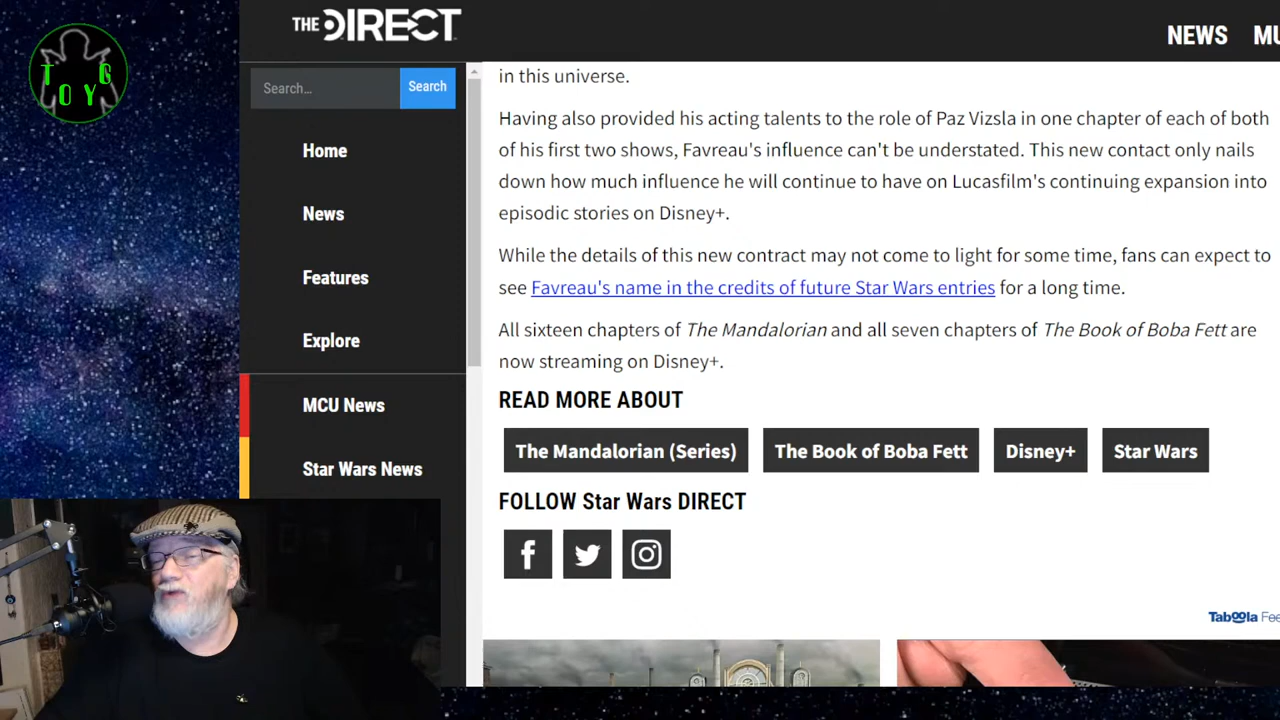 T
G
O
Y
THE DIRECT
NEWS
MU
Search...
Search
Home
News
Features
Explore
MCU News
Star Wars News
in this universe.
Having also provided his acting talents to the role of Paz Vizsla in one chapter of each of both
of his first two shows, Favreau's influence can't be understated. This new contact only nails
down how much influence he will continue to have on Lucasfilm's continuing expansion into
episodic stories on Disney+.
While the details of this new contract may not come to light for some time, fans can expect to
see Favreau's name in the credits of future Star Wars entries for a long time.
All sixteen chapters of The Mandalorian and all seven chapters of The Book of Boba Fett are
now streaming on Disney+.
READ MORE ABOUT
The Mandalorian (Series)
The Book of Boba Fett
Disney+
Star Wars
FOLLOW Star Wars DIRECT
Taboola Fee